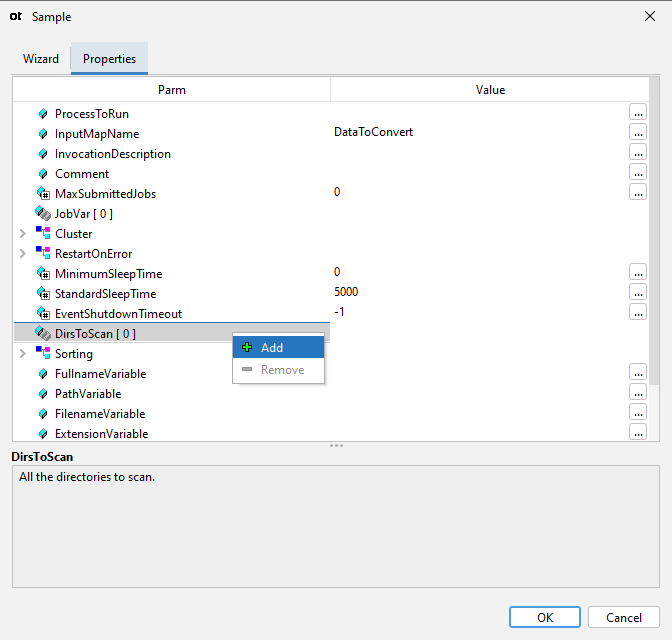 ot Sample
Wizard Properties
Parm Value
ProcessToRun ...
InputMapName DataToConvert ...
InvocationDescription ...
Comment ...
MaxSubmittedJobs 0 ...
JobVar [ 0 ]
Cluster
RestartOnError
MinimumSleepTime 0 ...
StandardSleepTime 5000 ...
EventShutdownTimeout -1 ...
DirsToScan [ 0 ]
Add
Sorting
Remove
FullnameVariable ...
PathVariable ...
FilenameVariable ...
ExtensionVariable ...
DirsToScan
All the directories to scan.
OK Cancel